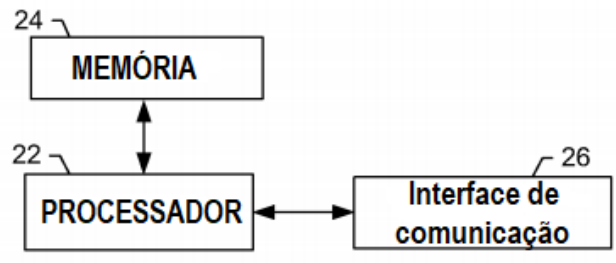 24
MEMÓRIA
22
26
PROCESSADOR
Interface de
comunicação